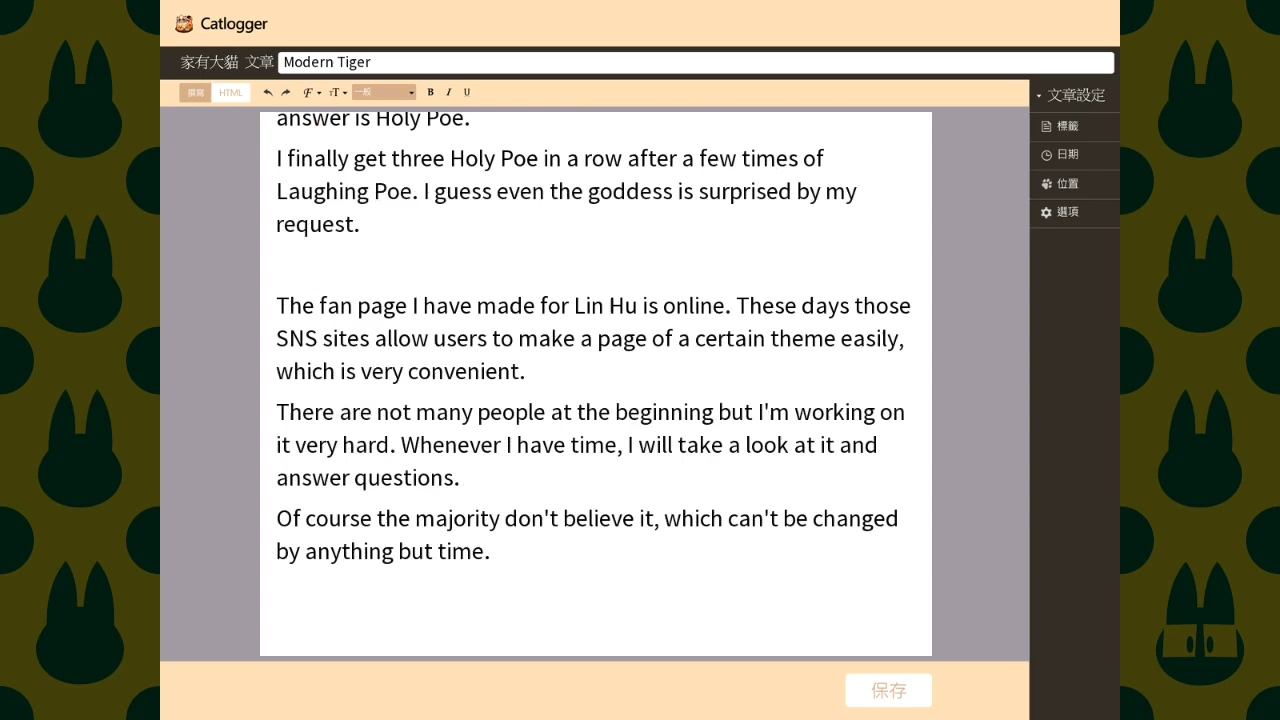 Catlogger
家有大貓 文章 Modern Tiger
撰寫 HTML F T 一般 B I U
文章設定
標籤
日期
位置
選項
answer is Holy Poe.
I finally get three Holy Poe in a row after a few times of
Laughing Poe. I guess even the goddess is surprised by my
request.
The fan page I have made for Lin Hu is online. These days those
SNS sites allow users to make a page of a certain theme easily,
which is very convenient.
There are not many people at the beginning but I'm working on
it very hard. Whenever I have time, I will take a look at it and
answer questions.
Of course the majority don't believe it, which can't be changed
by anything but time.
保存